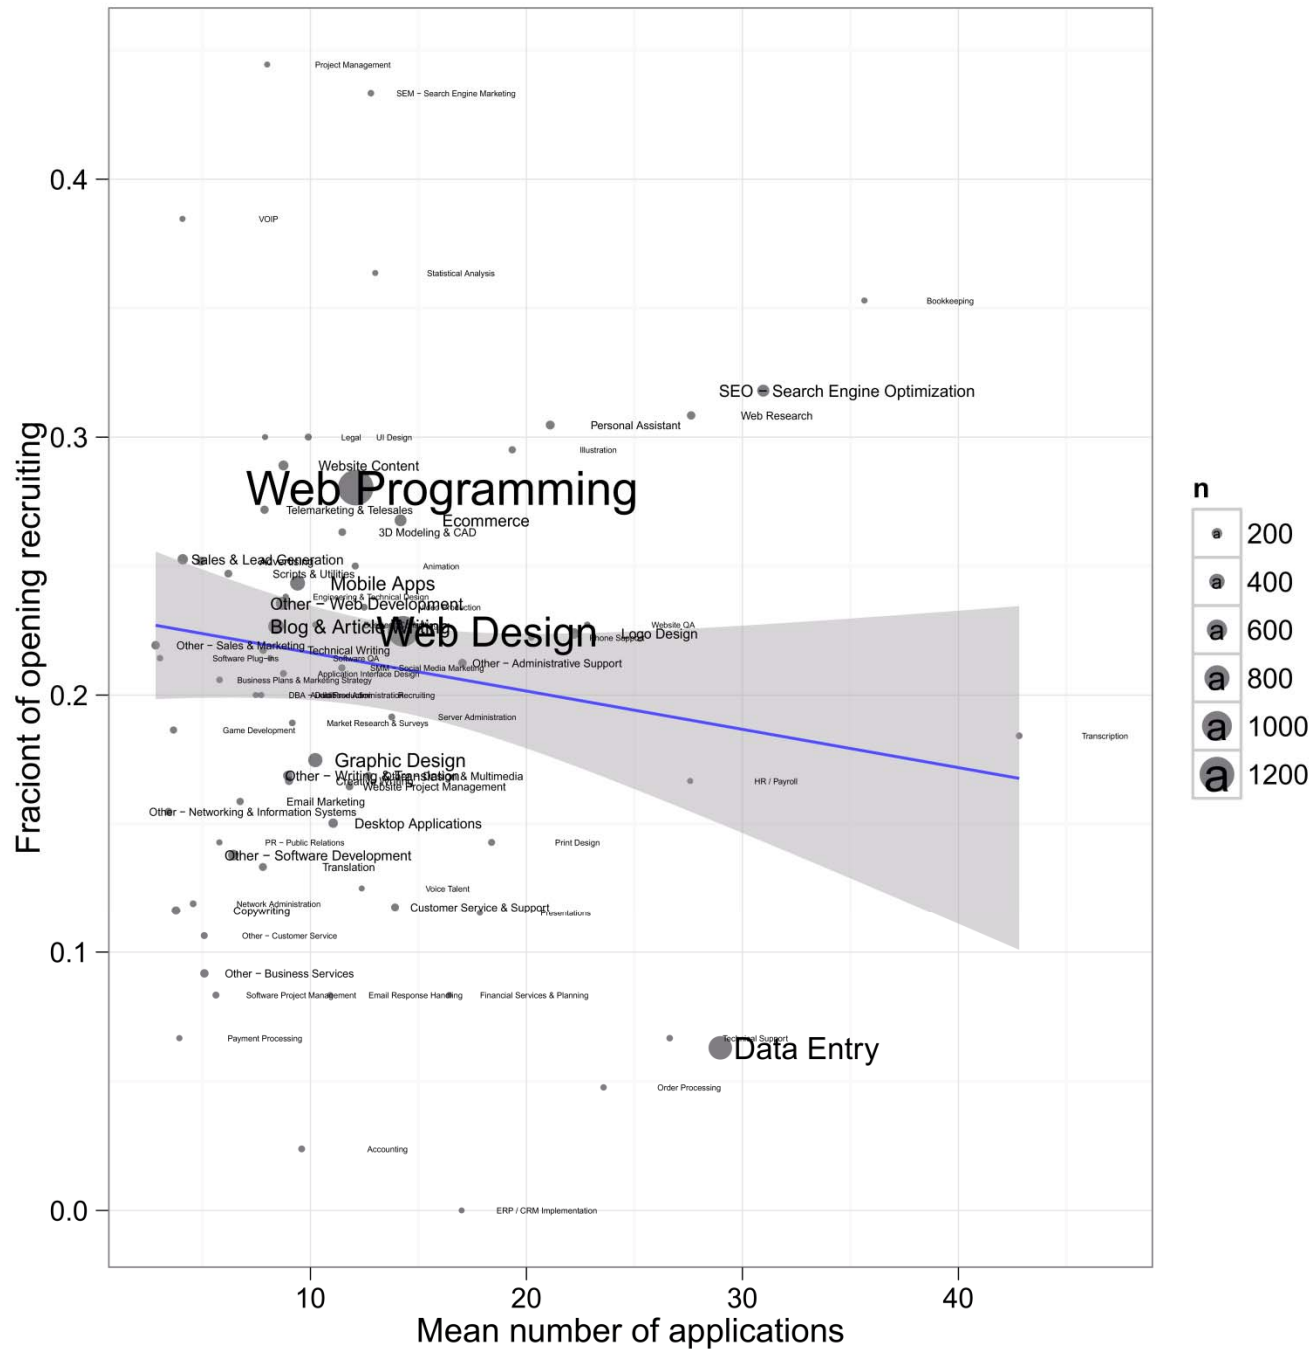 Project Management
SEM − Search Engine Marketing
0.4
VOIP
Statistical Analysis
Bookkeeping
SEO − Search Engine Optimization
Web Research
Personal Assistant
0.3
Legal
UI Design
Illustration
Website Content
Web Programming
n
Telemarketing & Telesales
Ecommerce
3D Modeling & CAD
200
Sales & Lead Generation
Advertising
Animation
Scripts & Utilities
400
Mobile Apps
Engineering & Technical Design
Other − Web Development
Blog & Article Writing
Website QA
600
Web Design
Logo Design
Phone Support
Other − Sales & Marketing
Technical Writing
Software Plug−ins
Software QA
Other − Administrative Support
SMM − Social Media Marketing
Application Interface Design
800
Business Plans & Marketing Strategy
0.2
Recruiting
Market Research & Surveys
Server Administration
1000
Game Development
Transcription
Graphic Design
1200
Other − Writing & Translation
Creative Writing
Website Project Management
HR / Payroll
Email Marketing
Other − Networking & Information Systems
Desktop Applications
PR − Public Relations
Print Design
Other − Software Development
Translation
Voice Talent
Network Administration
Copywriting
Customer Service & Support
Presentations
Other − Customer Service
0.1
Other − Business Services
Software Project Management
Email Response Handling
Financial Services & Planning
Payment Processing
Technical Support
Data Entry
Order Processing
Accounting
0.0
ERP / CRM Implementation
10
20
30
40
Mean number of applications
Fraciont of opening recruiting
a
a
a
a
a
a